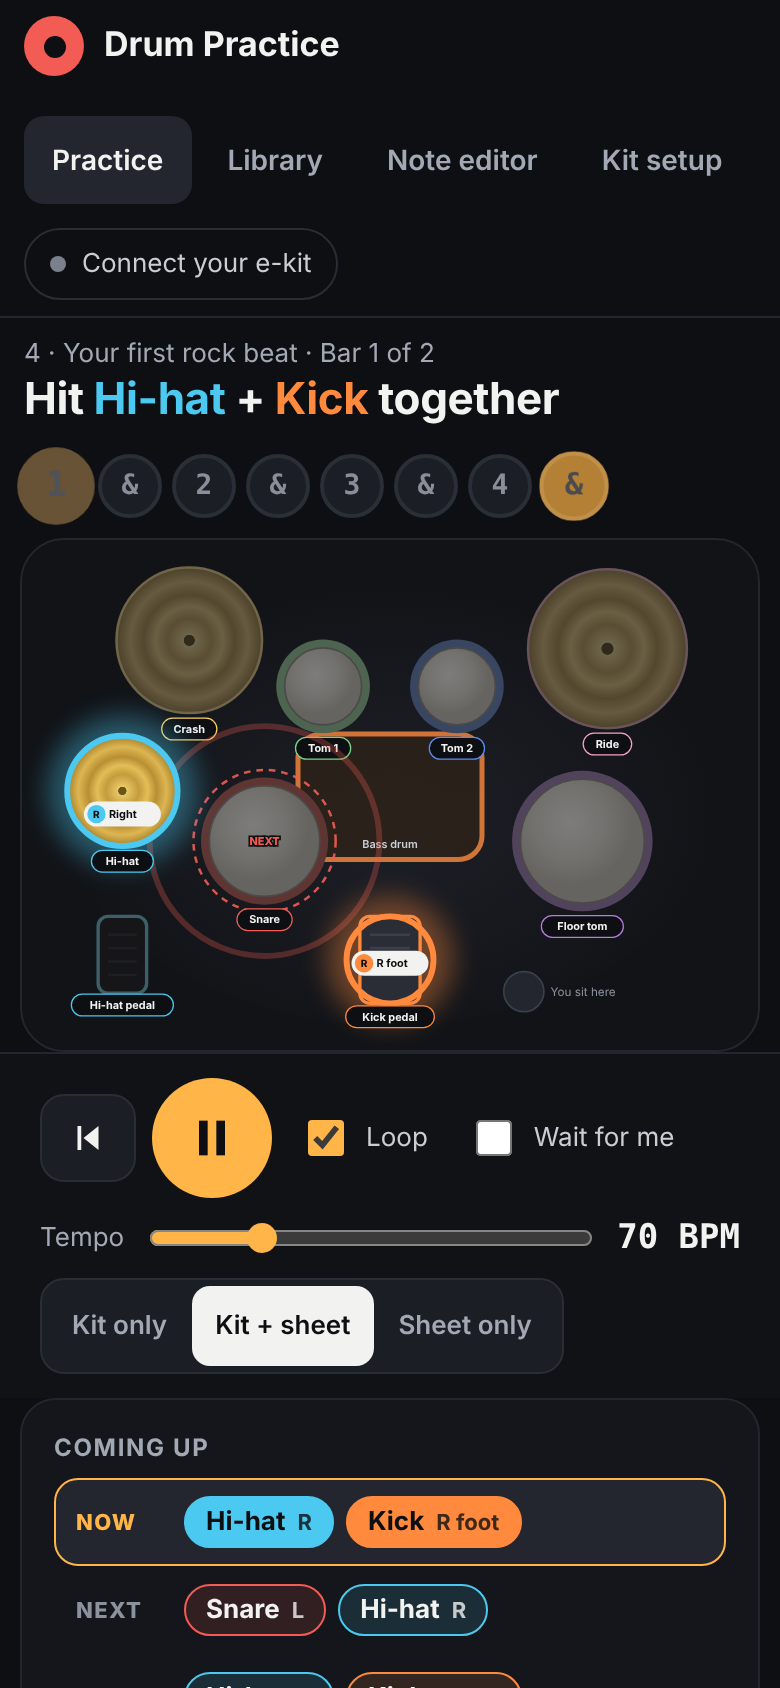 Drum Practice
Practice Library Note editor Kit setup
Connect your e-kit
4 · Your first rock beat · Bar 1 of 2
Hit Hi-hat + Kick together
1 & 2 & 3 & 4 &
Crash
Tom 1
Tom 2
Ride
R Right
Hi-hat
NEXT
Bass drum
Snare
Floor tom
R R foot
Hi-hat pedal
You sit here
Kick pedal
Loop Wait for me
Tempo 70 BPM
Kit only Kit + sheet Sheet only
COMING UP
NOW Hi-hat R Kick R foot
NEXT Snare L Hi-hat R